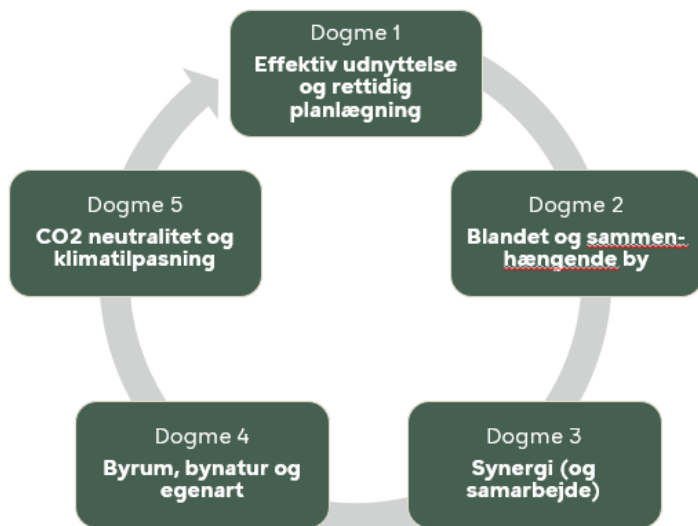 Dogme 1
Effektiv udnyttelse
og rettidig
planlægning
Dogme 2
Blandet og sammen-
hængende by
Dogme 3
Synergi (og
samarbejde)
Dogme 4
Byrum, bynatur og
egenart
Dogme 5
CO2 neutralitet og
klimatilpasning